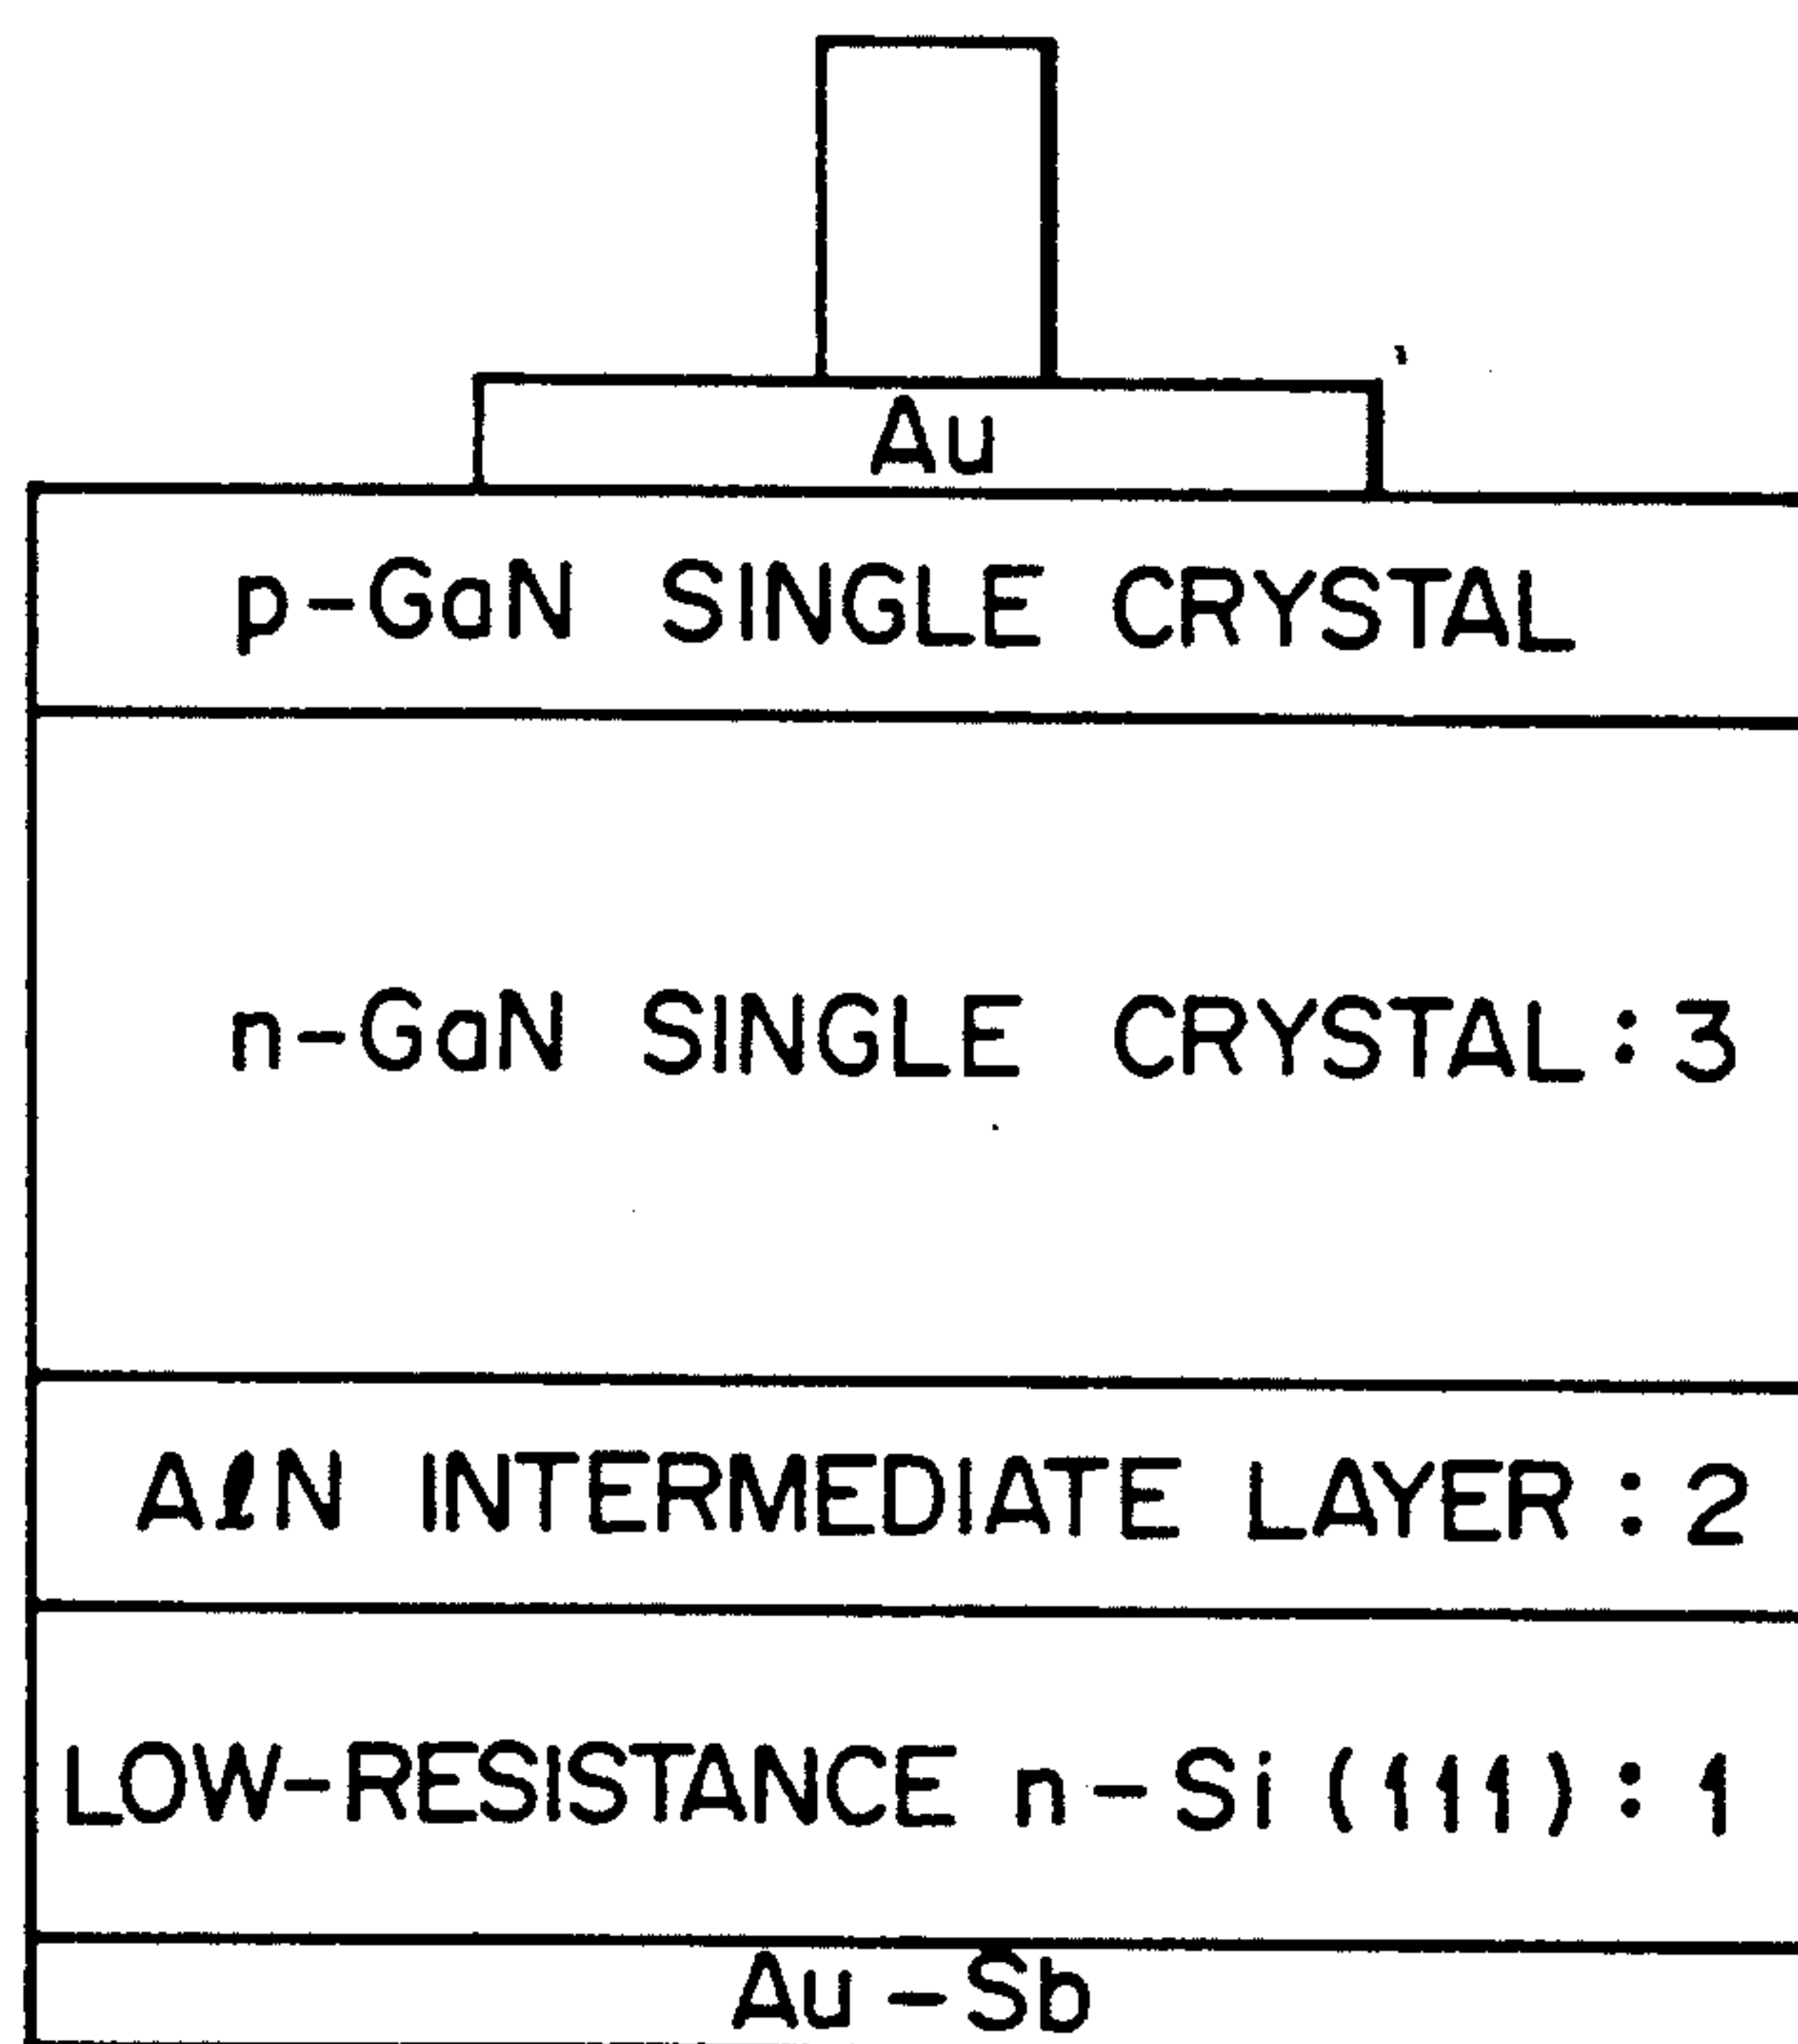 Au
p-GaN SINGLE CRYSTAL
n-GaN SINGLE CRYSTAL : 3
AℓN INTERMEDIATE LAYER : 2
LOW-RESISTANCE n-Si (111) : 1
Au-Sb